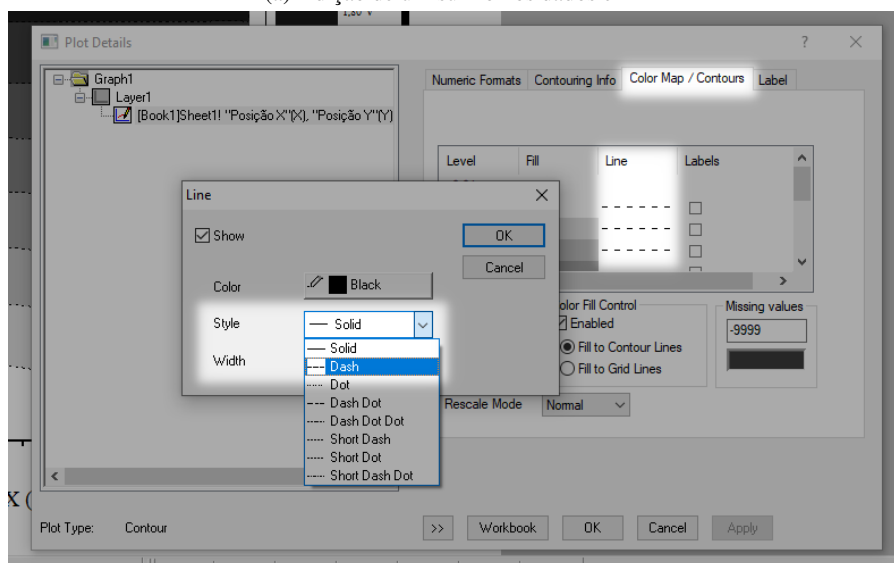 1,80 V
Plot Details
? ×
Graph1
Layer1
[Book1]Sheet1! "Posição X"(X), "Posição Y"(Y)
Numeric Formats Contouring Info Color Map / Contours Label
Level Fill Line Labels
Line
Show
OK
Cancel
Color Black
Style Solid
Width
Solid
Dash
Dot
Dash Dot
Dash Dot Dot
Short Dash
Short Dot
Short Dash Dot
Color Fill Control
Enabled
Fill to Contour Lines
Fill to Grid Lines
Missing values
-9999
Rescale Mode Normal
X (
Plot Type: Contour
>> Workbook OK Cancel Apply